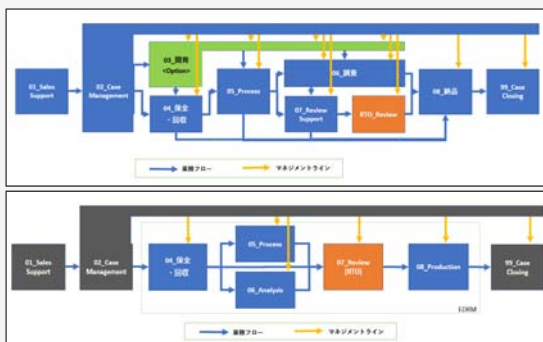 03_開発
<Option>
06_調査
01_Sales
Support
02_Case
Management
04_保全
・回収
05_Process
07_Review
Support
RTO_Review
08_納品
99_Case
Closing
業務フロー
マネジメントライン
05_Process
01_Sales
Support
02_Case
Management
04_保全
・回収
07_Review
(RTO)
08_Production
99_Case
Closing
06_Analysis
EDRM
業務フロー
マネジメントライン